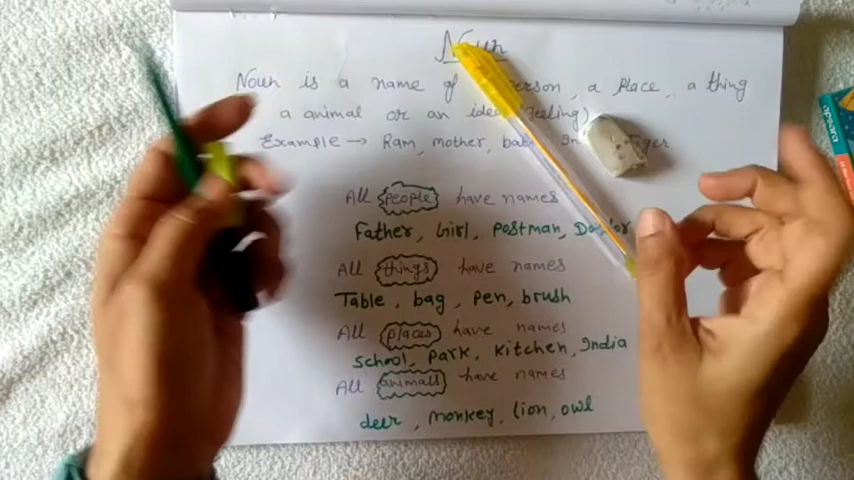 Noun
Noun is a name of person, a place, a thing
a animal or an idea (feeling)
Example → Ram, mother, Tiger
All people have names
Father, Girl, Postman, Doctor
All things have names
Table, bag, pen, brush
All places have names
school, park, kitchen, India
All animals have names
deer, monkey, lion, owl